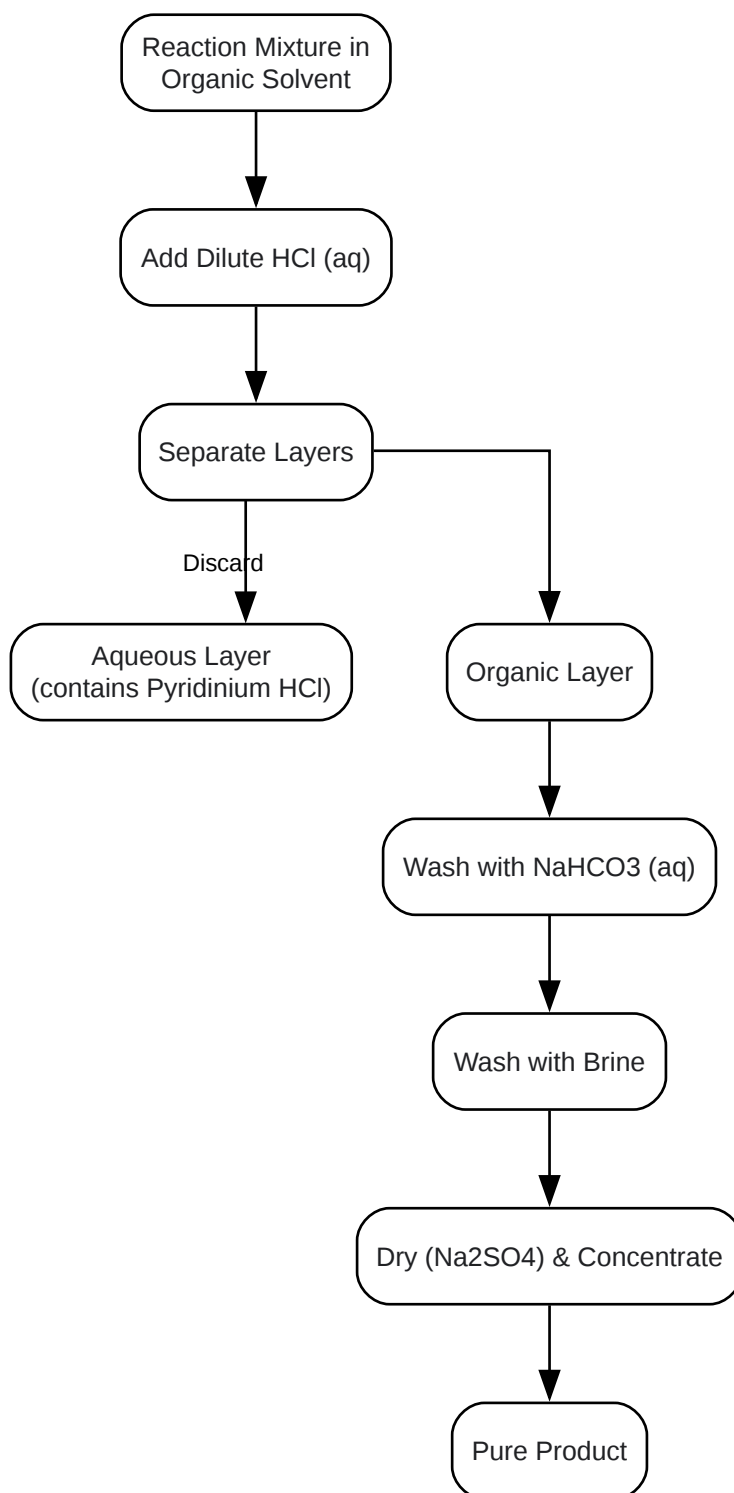 Reaction Mixture in
Organic Solvent
Add Dilute HCl (aq)
Separate Layers
Discard
Aqueous Layer
(contains Pyridinium HCl)
Organic Layer
Wash with NaHCO3 (aq)
Wash with Brine
Dry (Na2SO4) & Concentrate
Pure Product